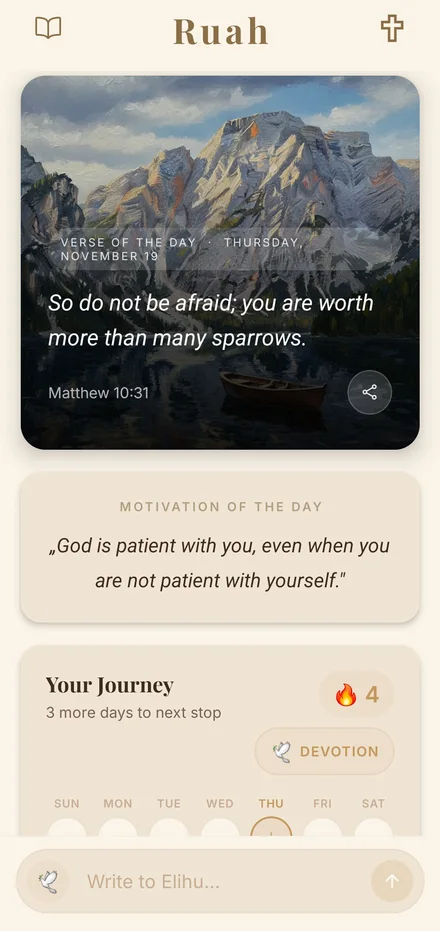 Ruah
VERSE OF THE DAY · THURSDAY,
NOVEMBER 19
So do not be afraid; you are worth
more than many sparrows.
Matthew 10:31
MOTIVATION OF THE DAY
„God is patient with you, even when you
are not patient with yourself."
Your Journey
🔥 4
3 more days to next stop
🕊️ DEVOTION
SUN MON TUE WED THU FRI SAT
Write to Elihu...